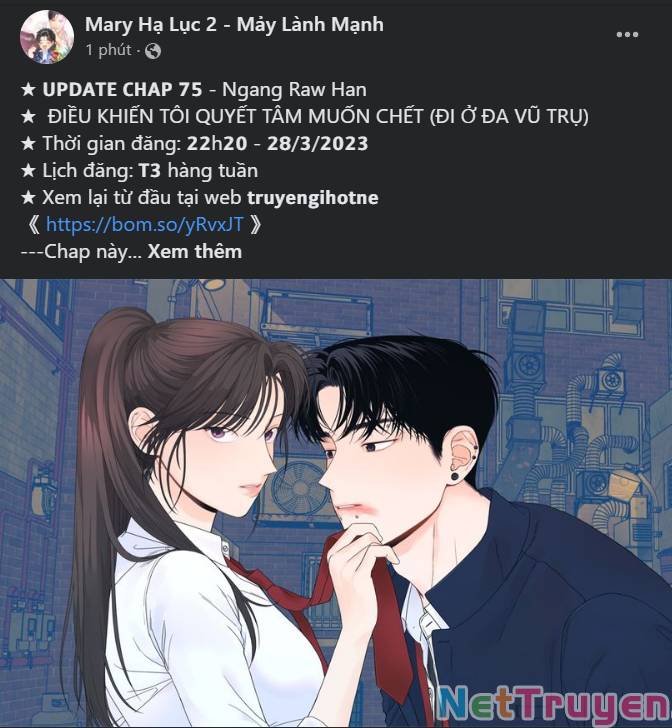 Mary Hạ Lục 2 - Mảy Lành Mạnh
1 phút ·
★ UPDATE CHAP 75 - Ngang Raw Han
★ ĐIỀU KHIẾN TÔI QUYẾT TÂM MUỐN CHẾT (ĐI Ở ĐA VŨ TRỤ)
★ Thời gian đăng: 22h20 - 28/3/2023
★ Lịch đăng: T3 hàng tuần
★ Xem lại từ đầu tại web truyengihotne
《 https://bom.so/yRvxJT 》
---Chap này... Xem thêm
NetTruyen